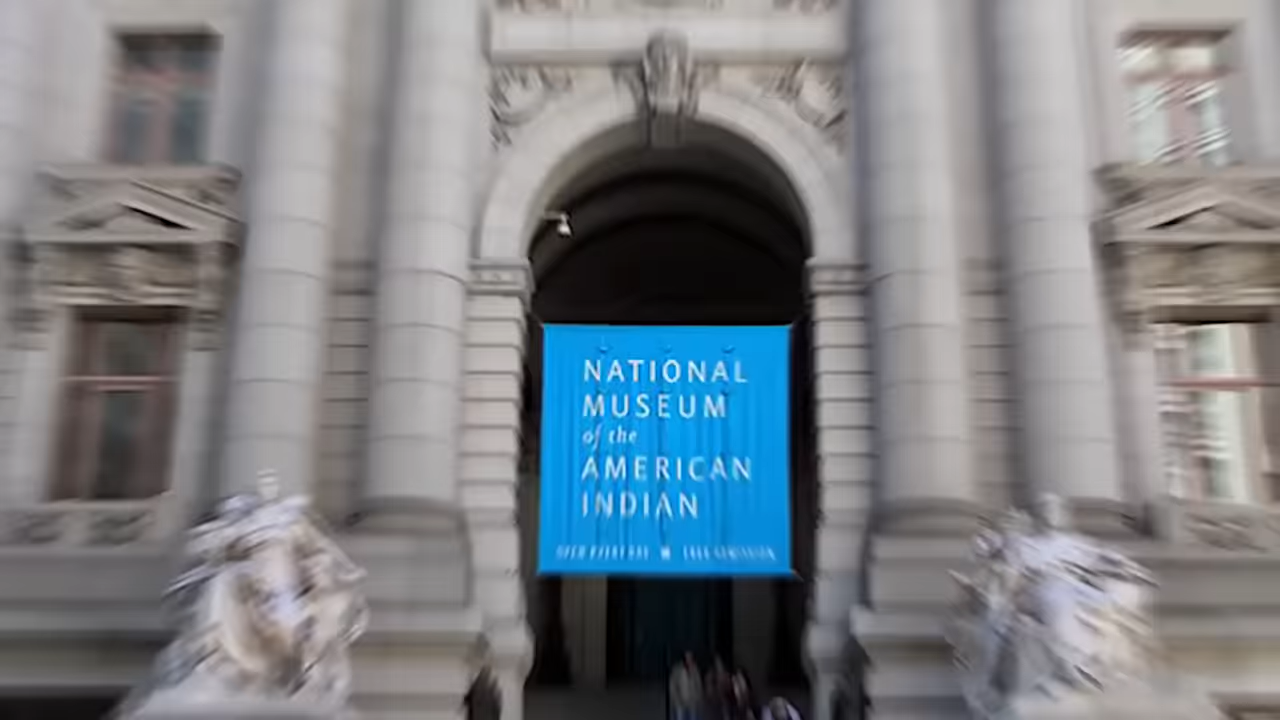 NATIONAL
MUSEUM
of the
AMERICAN
INDIAN